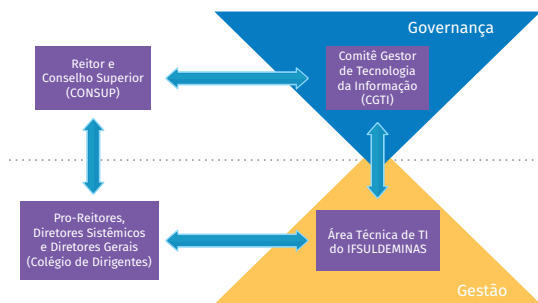 Governança
Reitor e
Conselho Superior
(CONSUP)
Comitê Gestor
de Tecnologia
da Informação
(CGTI)
Pro-Reitores,
Diretores Sistêmicos
e Diretores Gerais
(Colégio de Dirigentes)
Área Técnica de TI
do IFSULDEMINAS
Gestão